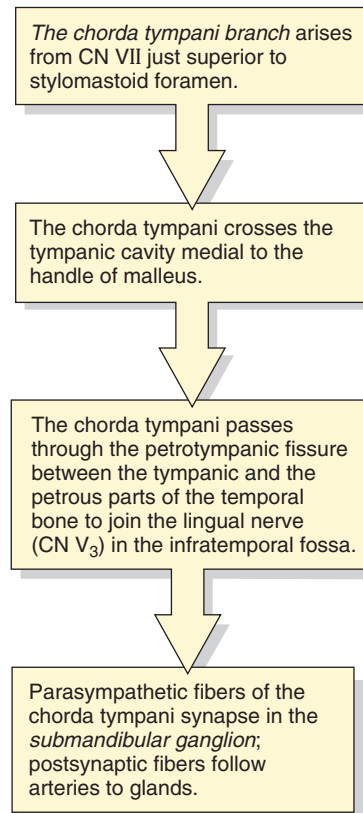 The chorda tympani branch arises
from CN VII just superior to
stylomastoid foramen.
The chorda tympani crosses the
tympanic cavity medial to the
handle of malleus.
The chorda tympani passes
through the petrotympanic fissure
between the tympanic and the
petrous parts of the temporal
bone to join the lingual nerve
(CN V₃) in the infratemporal fossa.
Parasympathetic fibers of the
chorda tympani synapse in the
submandibular ganglion;
postsynaptic fibers follow
arteries to glands.